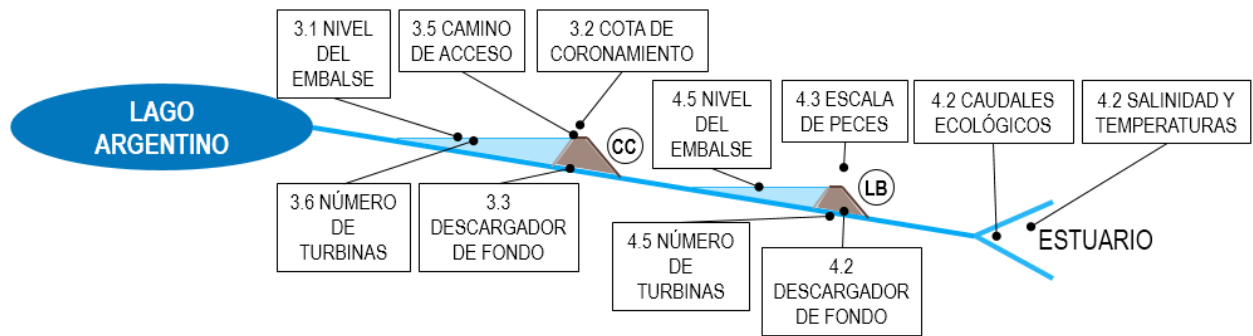 3.1 NIVEL
DEL
EMBALSE
3.5 CAMINO
DE ACCESO
3.2 COTA DE
CORONAMIENTO
LAGO
ARGENTINO
4.5 NIVEL
DEL
EMBALSE
4.3 ESCALA
DE PECES
4.2 CAUDALES
ECOLÓGICOS
4.2 SALINIDAD Y
TEMPERATURAS
CC
LB
3.6 NÚMERO
DE
TURBINAS
3.3
DESCARGADOR
DE FONDO
4.5 NÚMERO
DE
TURBINAS
4.2
DESCARGADOR
DE FONDO
ESTUARIO